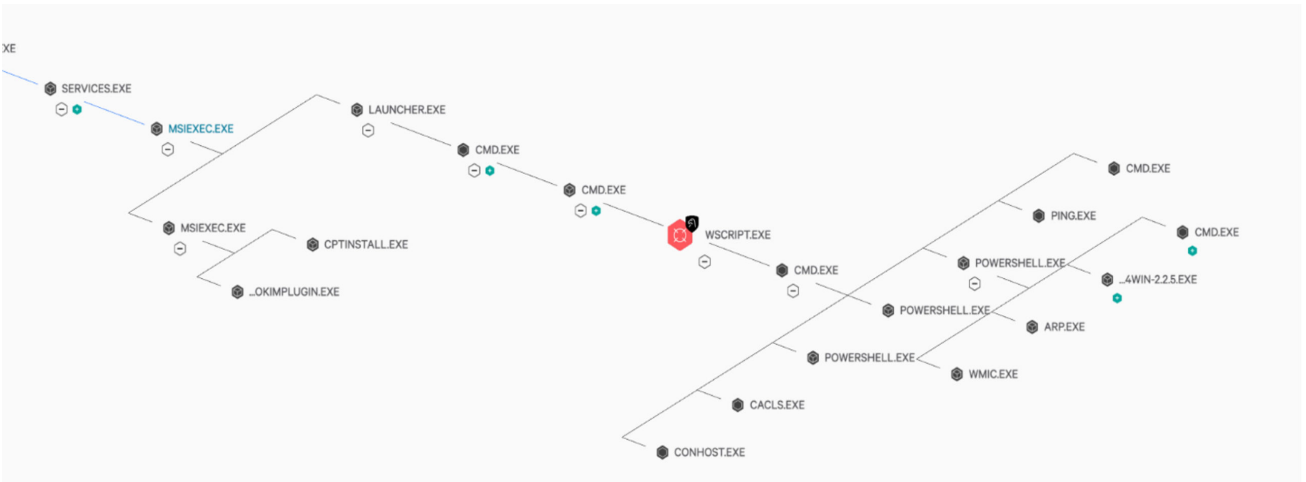 XE
SERVICES.EXE
MSIEXEC.EXE
LAUNCHER.EXE
CMD.EXE
CMD.EXE
WSCRIPT.EXE
MSIEXEC.EXE
CPTINSTALL.EXE
...OKIMPLUGIN.EXE
CMD.EXE
CMD.EXE
PING.EXE
CMD.EXE
POWERSHELL.EXE
...4WIN-2.2.5.EXE
POWERSHELL.EXE
ARP.EXE
POWERSHELL.EXE
WMIC.EXE
CACLS.EXE
CONHOST.EXE